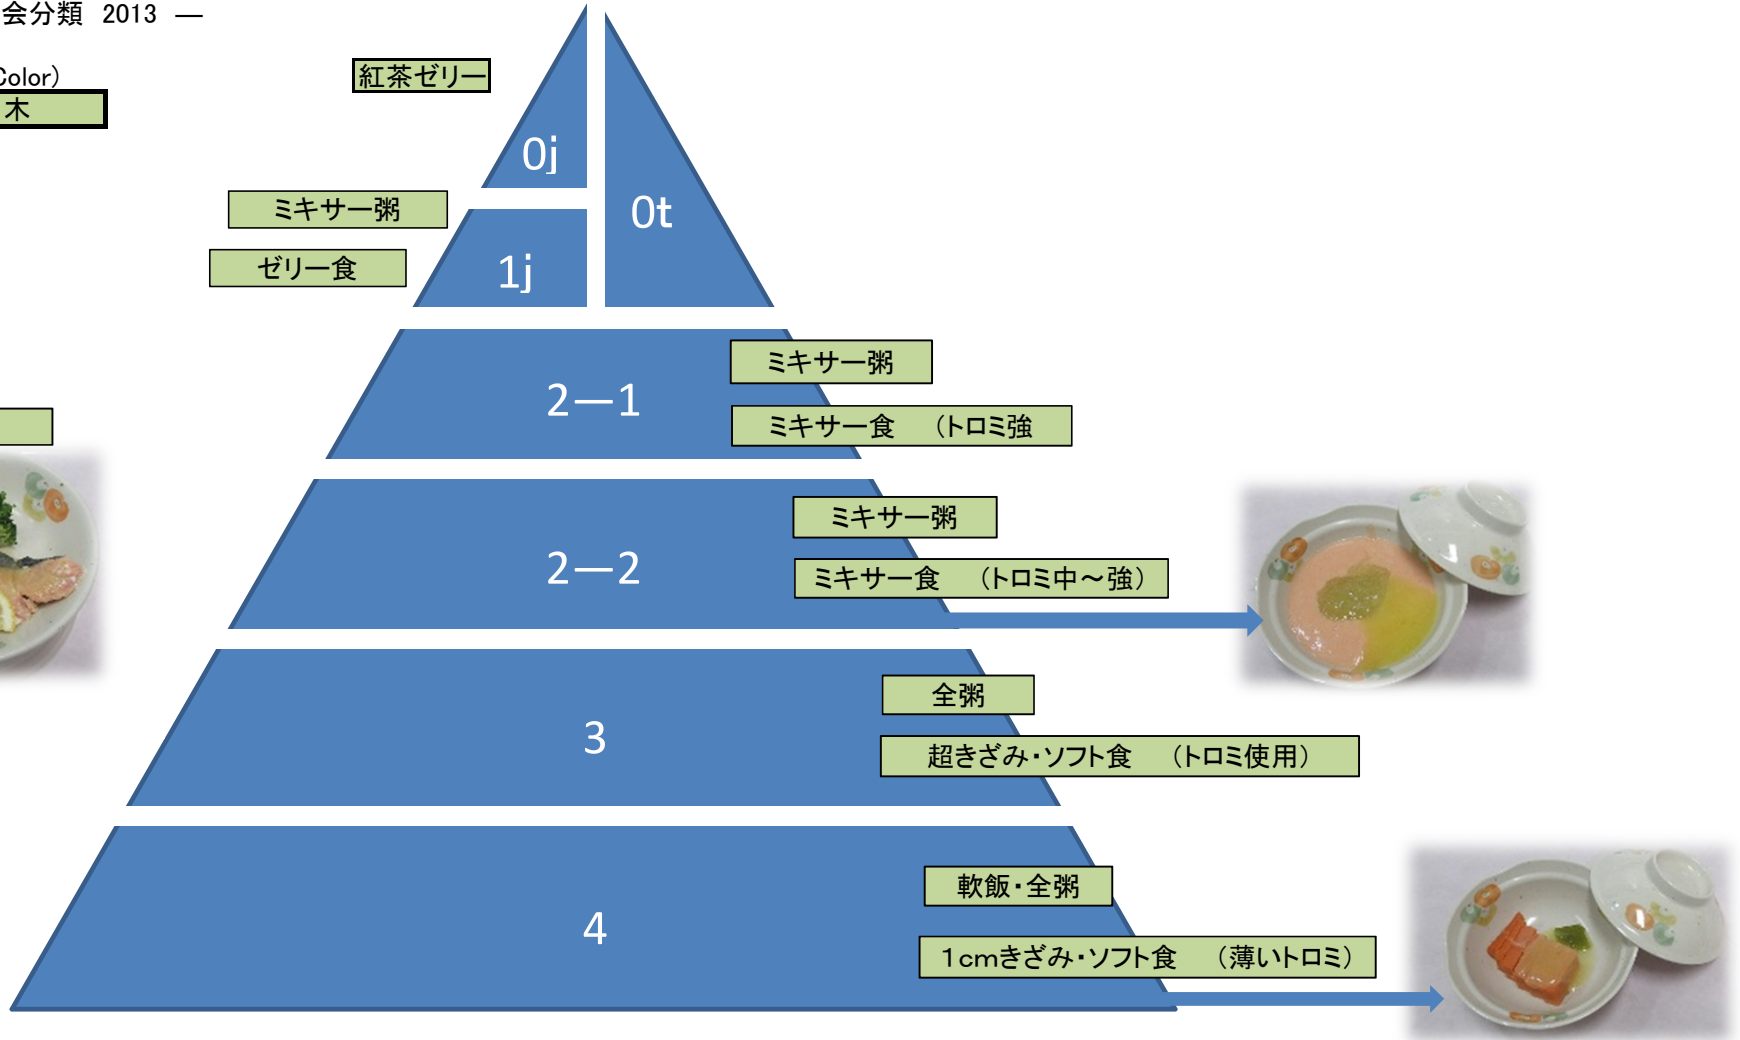 会分類 2013 ―
Color)
木
紅茶ゼリー
0j
0t
ミキサー粥
ゼリー食
1j
ミキサー粥
2―1
ミキサー食 (トロミ強
ミキサー粥
2―2
ミキサー食 (トロミ中~強)
全粥
3
超きざみ・ソフト食 (トロミ使用)
軟飯・全粥
4
1cmきざみ・ソフト食 (薄いトロミ)